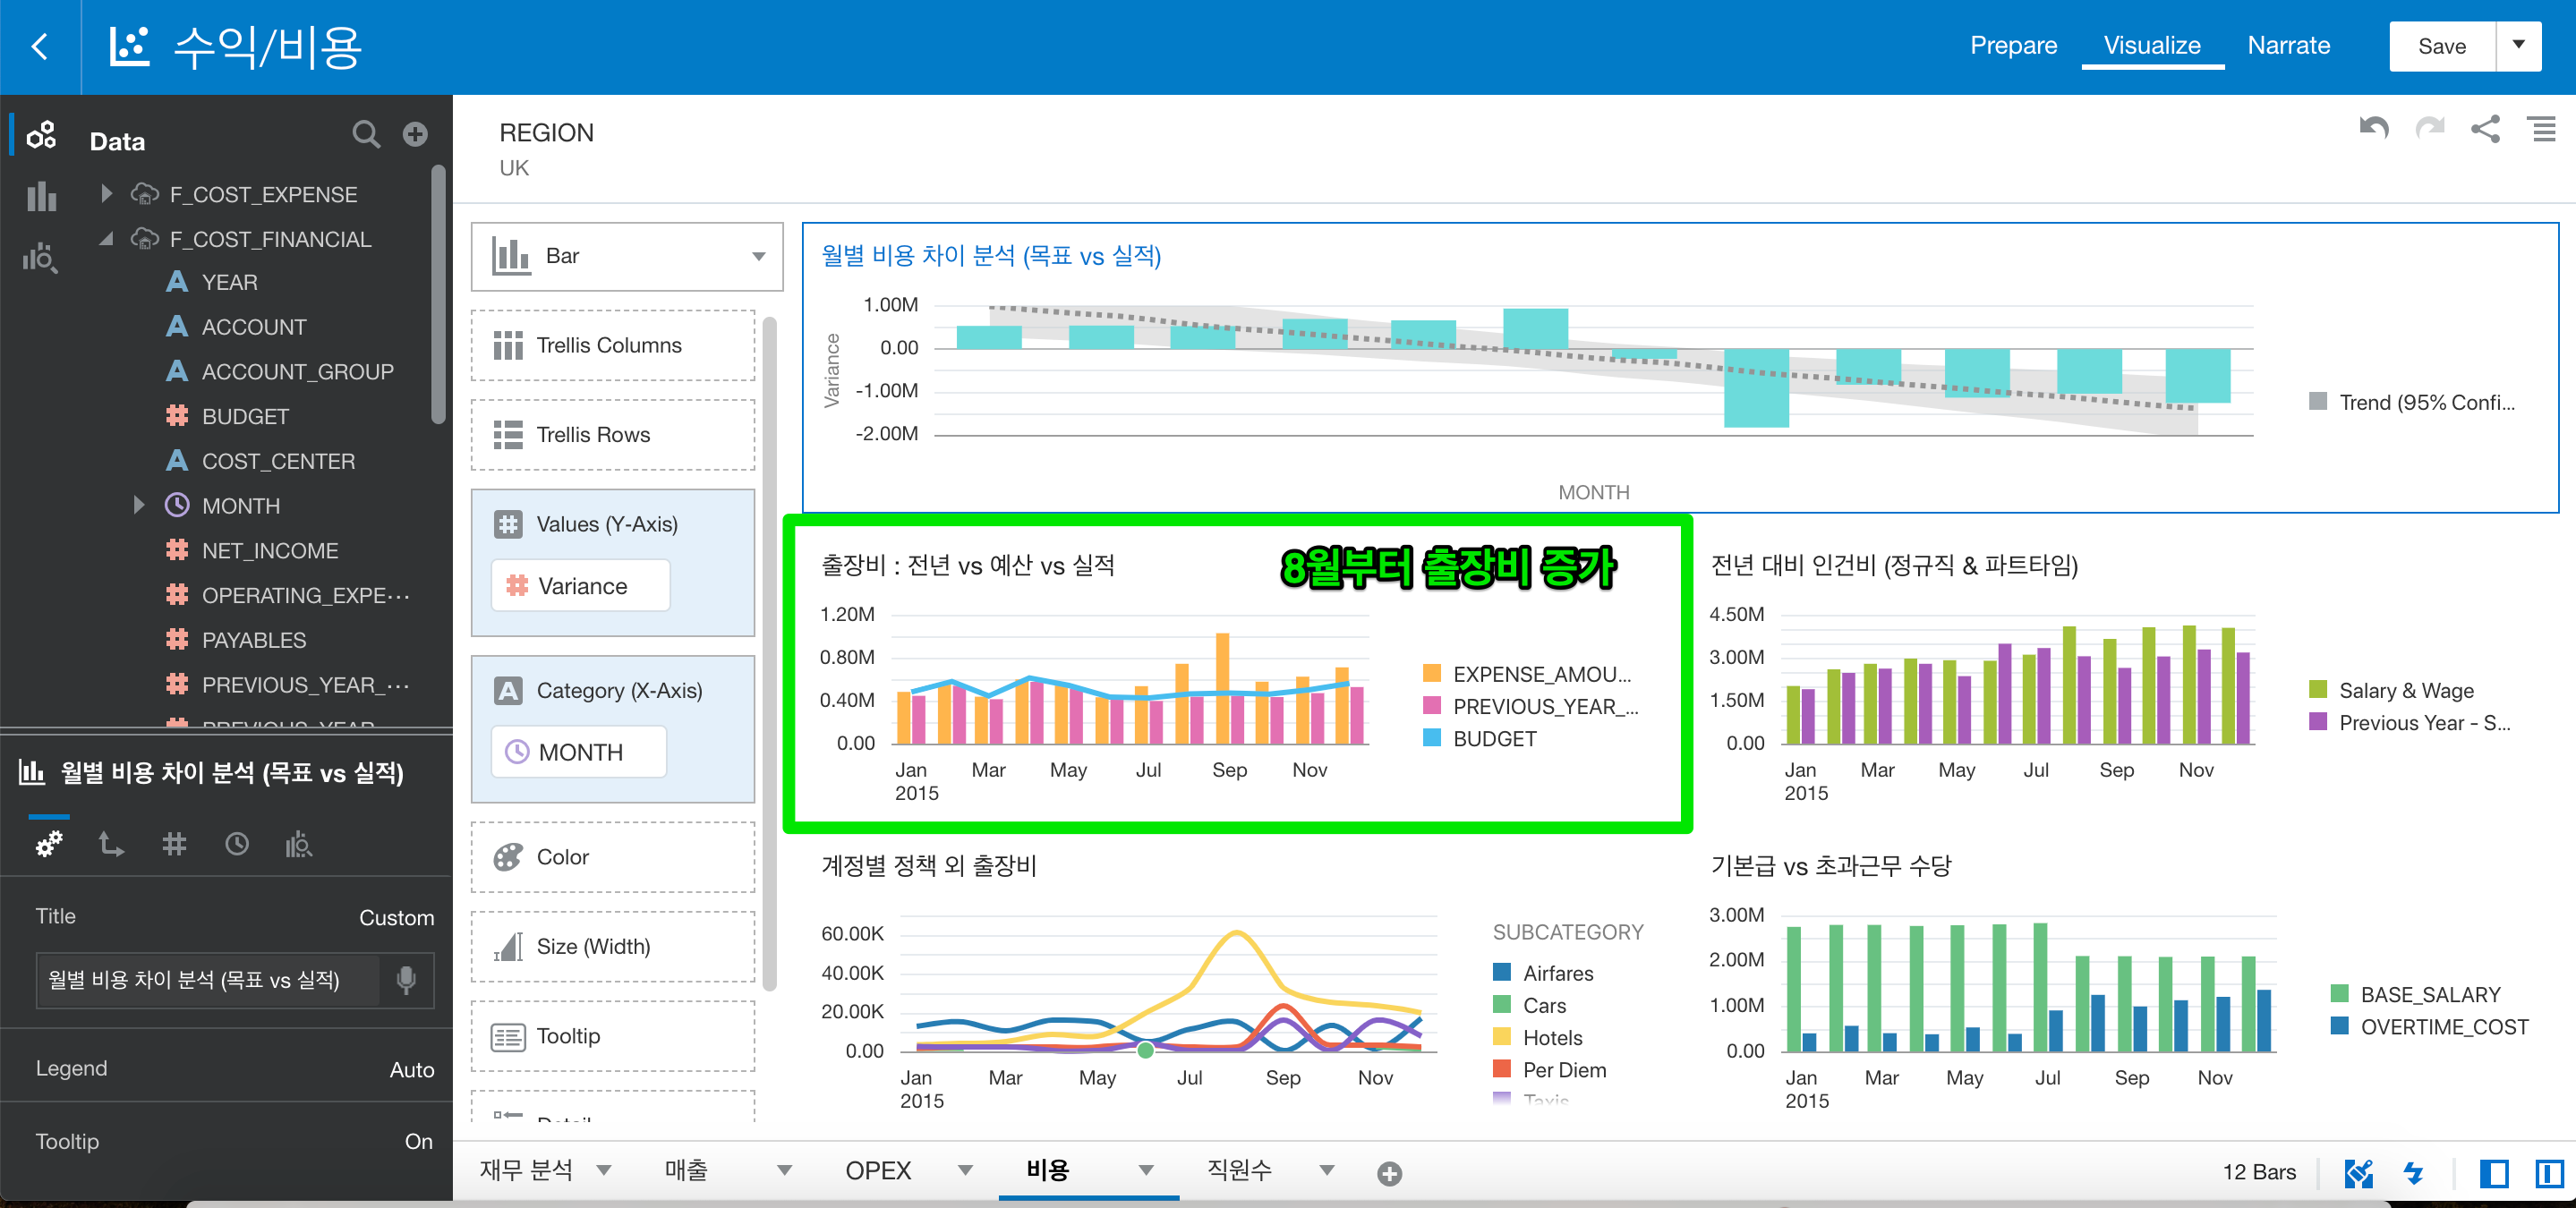 수익/비용
Prepare
Visualize
Narrate
Save
Data
F_COST_EXPENSE
F_COST_FINANCIAL
YEAR
ACCOUNT
ACCOUNT_GROUP
BUDGET
COST_CENTER
MONTH
NET_INCOME
OPERATING_EXPE...
PAYABLES
PREVIOUS_YEAR_...
PREVIOUS_YEAR
월별 비용 차이 분석 (목표 vs 실적)
Title
Custom
월별 비용 차이 분석 (목표 vs 실적)
Legend
Auto
Tooltip
On
REGION
UK
Bar
Trellis Columns
Trellis Rows
Values (Y-Axis)
Variance
Category (X-Axis)
MONTH
Color
Size (Width)
Tooltip
Detail
월별 비용 차이 분석 (목표 vs 실적)
Variance
1.00M
0.00
-1.00M
-2.00M
MONTH
Trend (95% Confi...
출장비 : 전년 vs 예산 vs 실적
8월부터 출장비 증가
1.20M
0.80M
0.40M
0.00
Jan Mar May Jul Sep Nov
2015
EXPENSE_AMOU...
PREVIOUS_YEAR_...
BUDGET
전년 대비 인건비 (정규직 & 파트타임)
4.50M
3.00M
1.50M
0.00
Jan Mar May Jul Sep Nov
2015
Salary & Wage
Previous Year - S...
계정별 정책 외 출장비
60.00K
40.00K
20.00K
0.00
Jan Mar May Jul Sep Nov
2015
SUBCATEGORY
Airfares
Cars
Hotels
Per Diem
Taxis
기본급 vs 초과근무 수당
3.00M
2.00M
1.00M
0.00
Jan Mar May Jul Sep Nov
2015
BASE_SALARY
OVERTIME_COST
재무 분석
매출
OPEX
비용
직원수
12 Bars